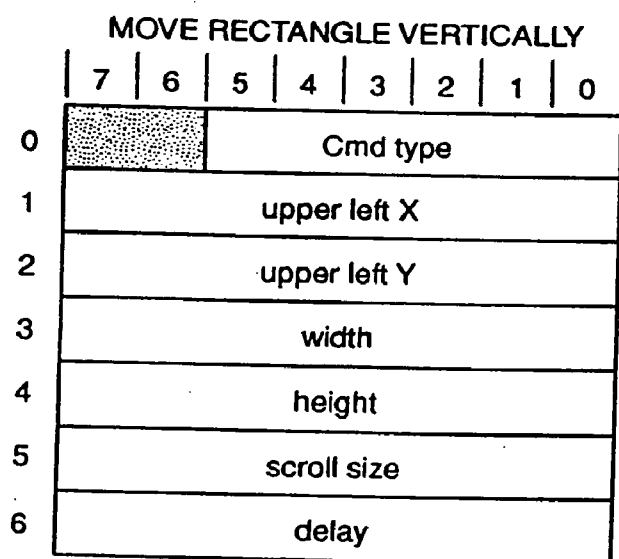 MOVE RECTANGLE VERTICALLY
7 6 5 4 3 2 1 0
0 Cmd type
1 upper left X
2 upper left Y
3 width
4 height
5 scroll size
6 delay